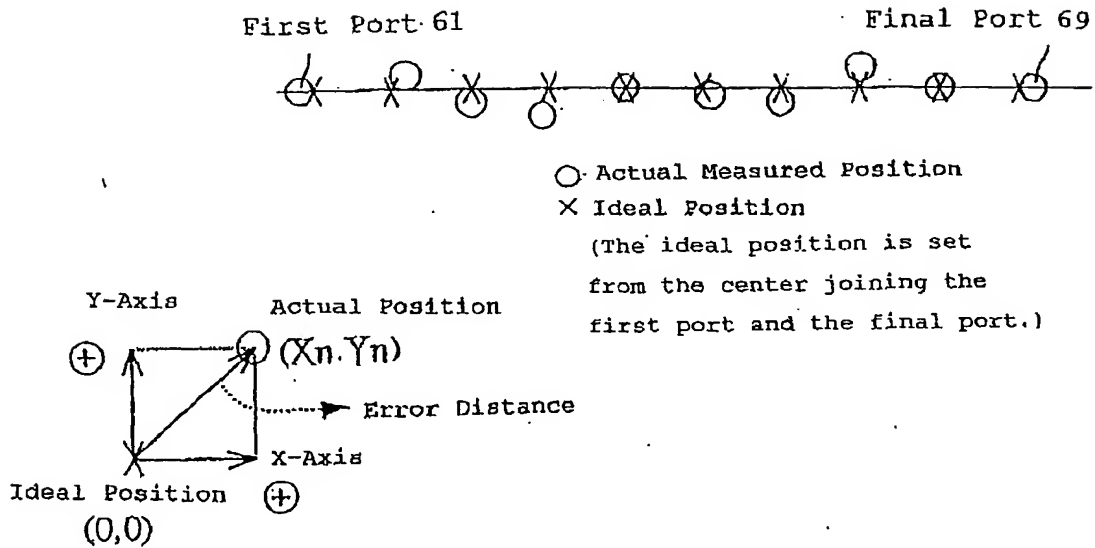 First Port 61
Final Port 69
○ Actual Measured Position
× Ideal Position
(The ideal position is set
from the center joining the
first port and the final port.)
Y-Axis
Actual Position
⊕
(Xn.Yn)
Error Distance
X-Axis
Ideal Position
⊕
(0,0)